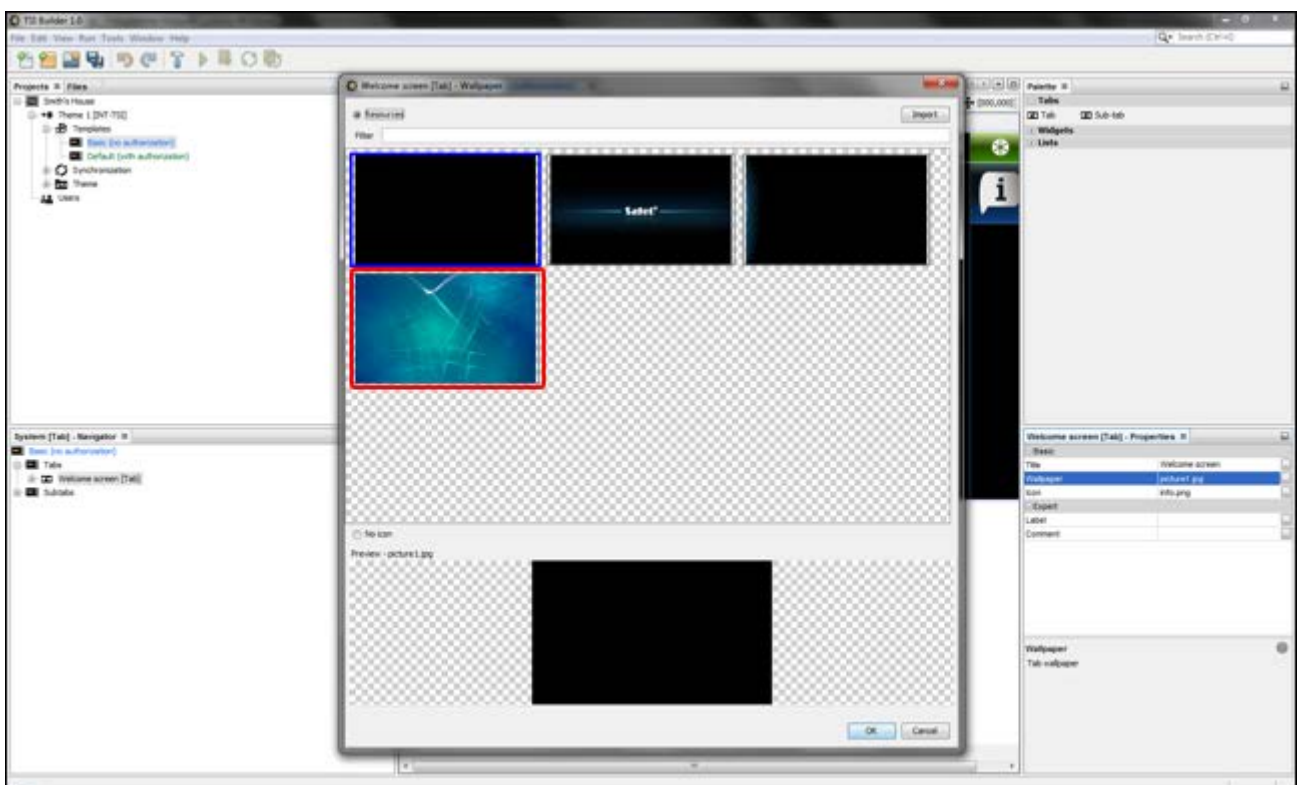 TSI Builder 1.0
File Edit View Run Tools Window Help
Search (Ctrl+I)
Projects
Files
Smith's House
Theme 1 [INT-TSI]
Templates
Basic (no authorization)
Default (with authorization)
Synchronization
Theme
Users
Welcome screen [Tab] - Wallpaper
Resources
Import
Filter
Satel
No icon
Preview - picture1.jpg
OK
Cancel
[000,000]
i
Palette
Tabs
Tab
Sub-tab
Widgets
Lists
System [Tab] - Navigator
Basic (no authorization)
Tabs
Welcome screen [Tab]
Subtabs
Welcome screen [Tab] - Properties
Basic
Title
Welcome screen
Wallpaper
picture1.jpg
Icon
info.png
Expert
Label
Comment
Wallpaper
Tab wallpaper